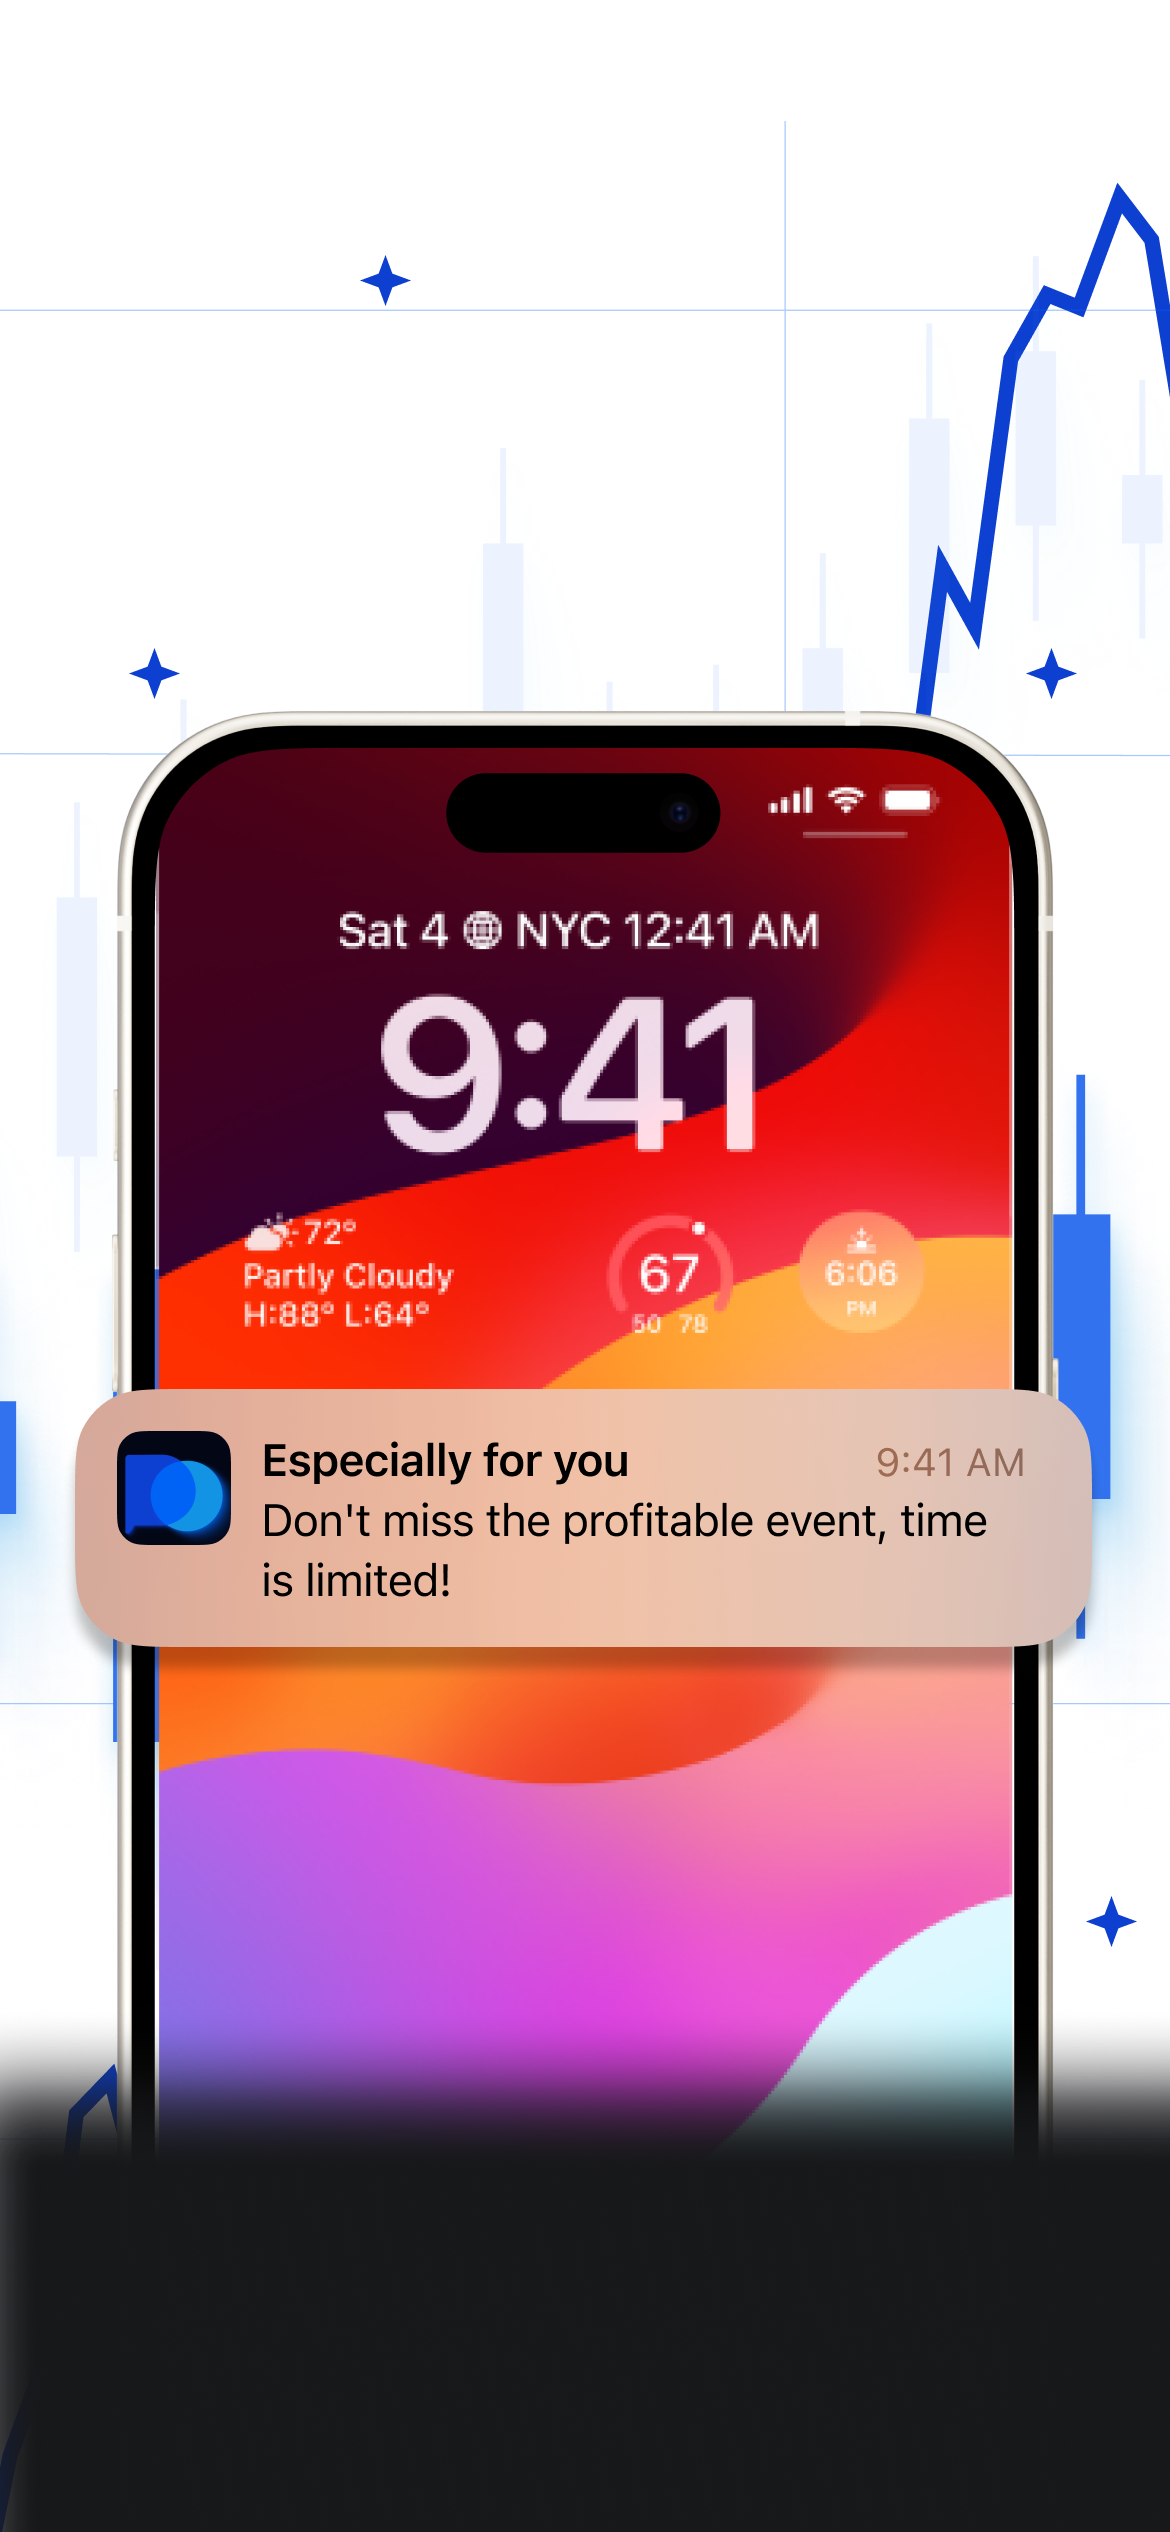 Sat 4 NYC 12:41 AM
9:41
72°
Partly Cloudy
H:88° L:64°
67
50 78
6:06
PM
Especially for you 9:41 AM
Don't miss the profitable event, time
is limited!